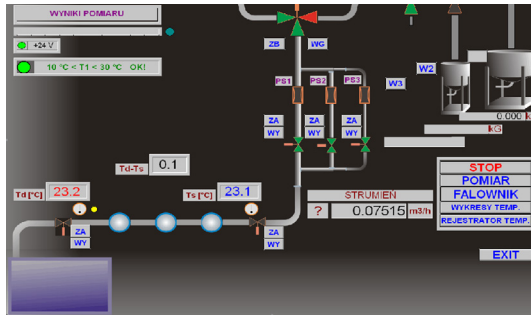 WYNIKI POMIARU
+24 V
10 °C < T1 < 30 °C OK!
ZB WG
PS1 PS2 PS3
W3
W2
0.000
kG
ZA ZA ZA
WY WY WY
Td-Ts 0.1
Td [°C] 23.2
Ts [°C] 23.1
ZA
WY
ZA
WY
STRUMIEŃ
? 0.07515 m3/h
STOP
POMIAR
FALOWNIK
WYKRESY TEMP.
REJESTRATOR TEMP.
EXIT